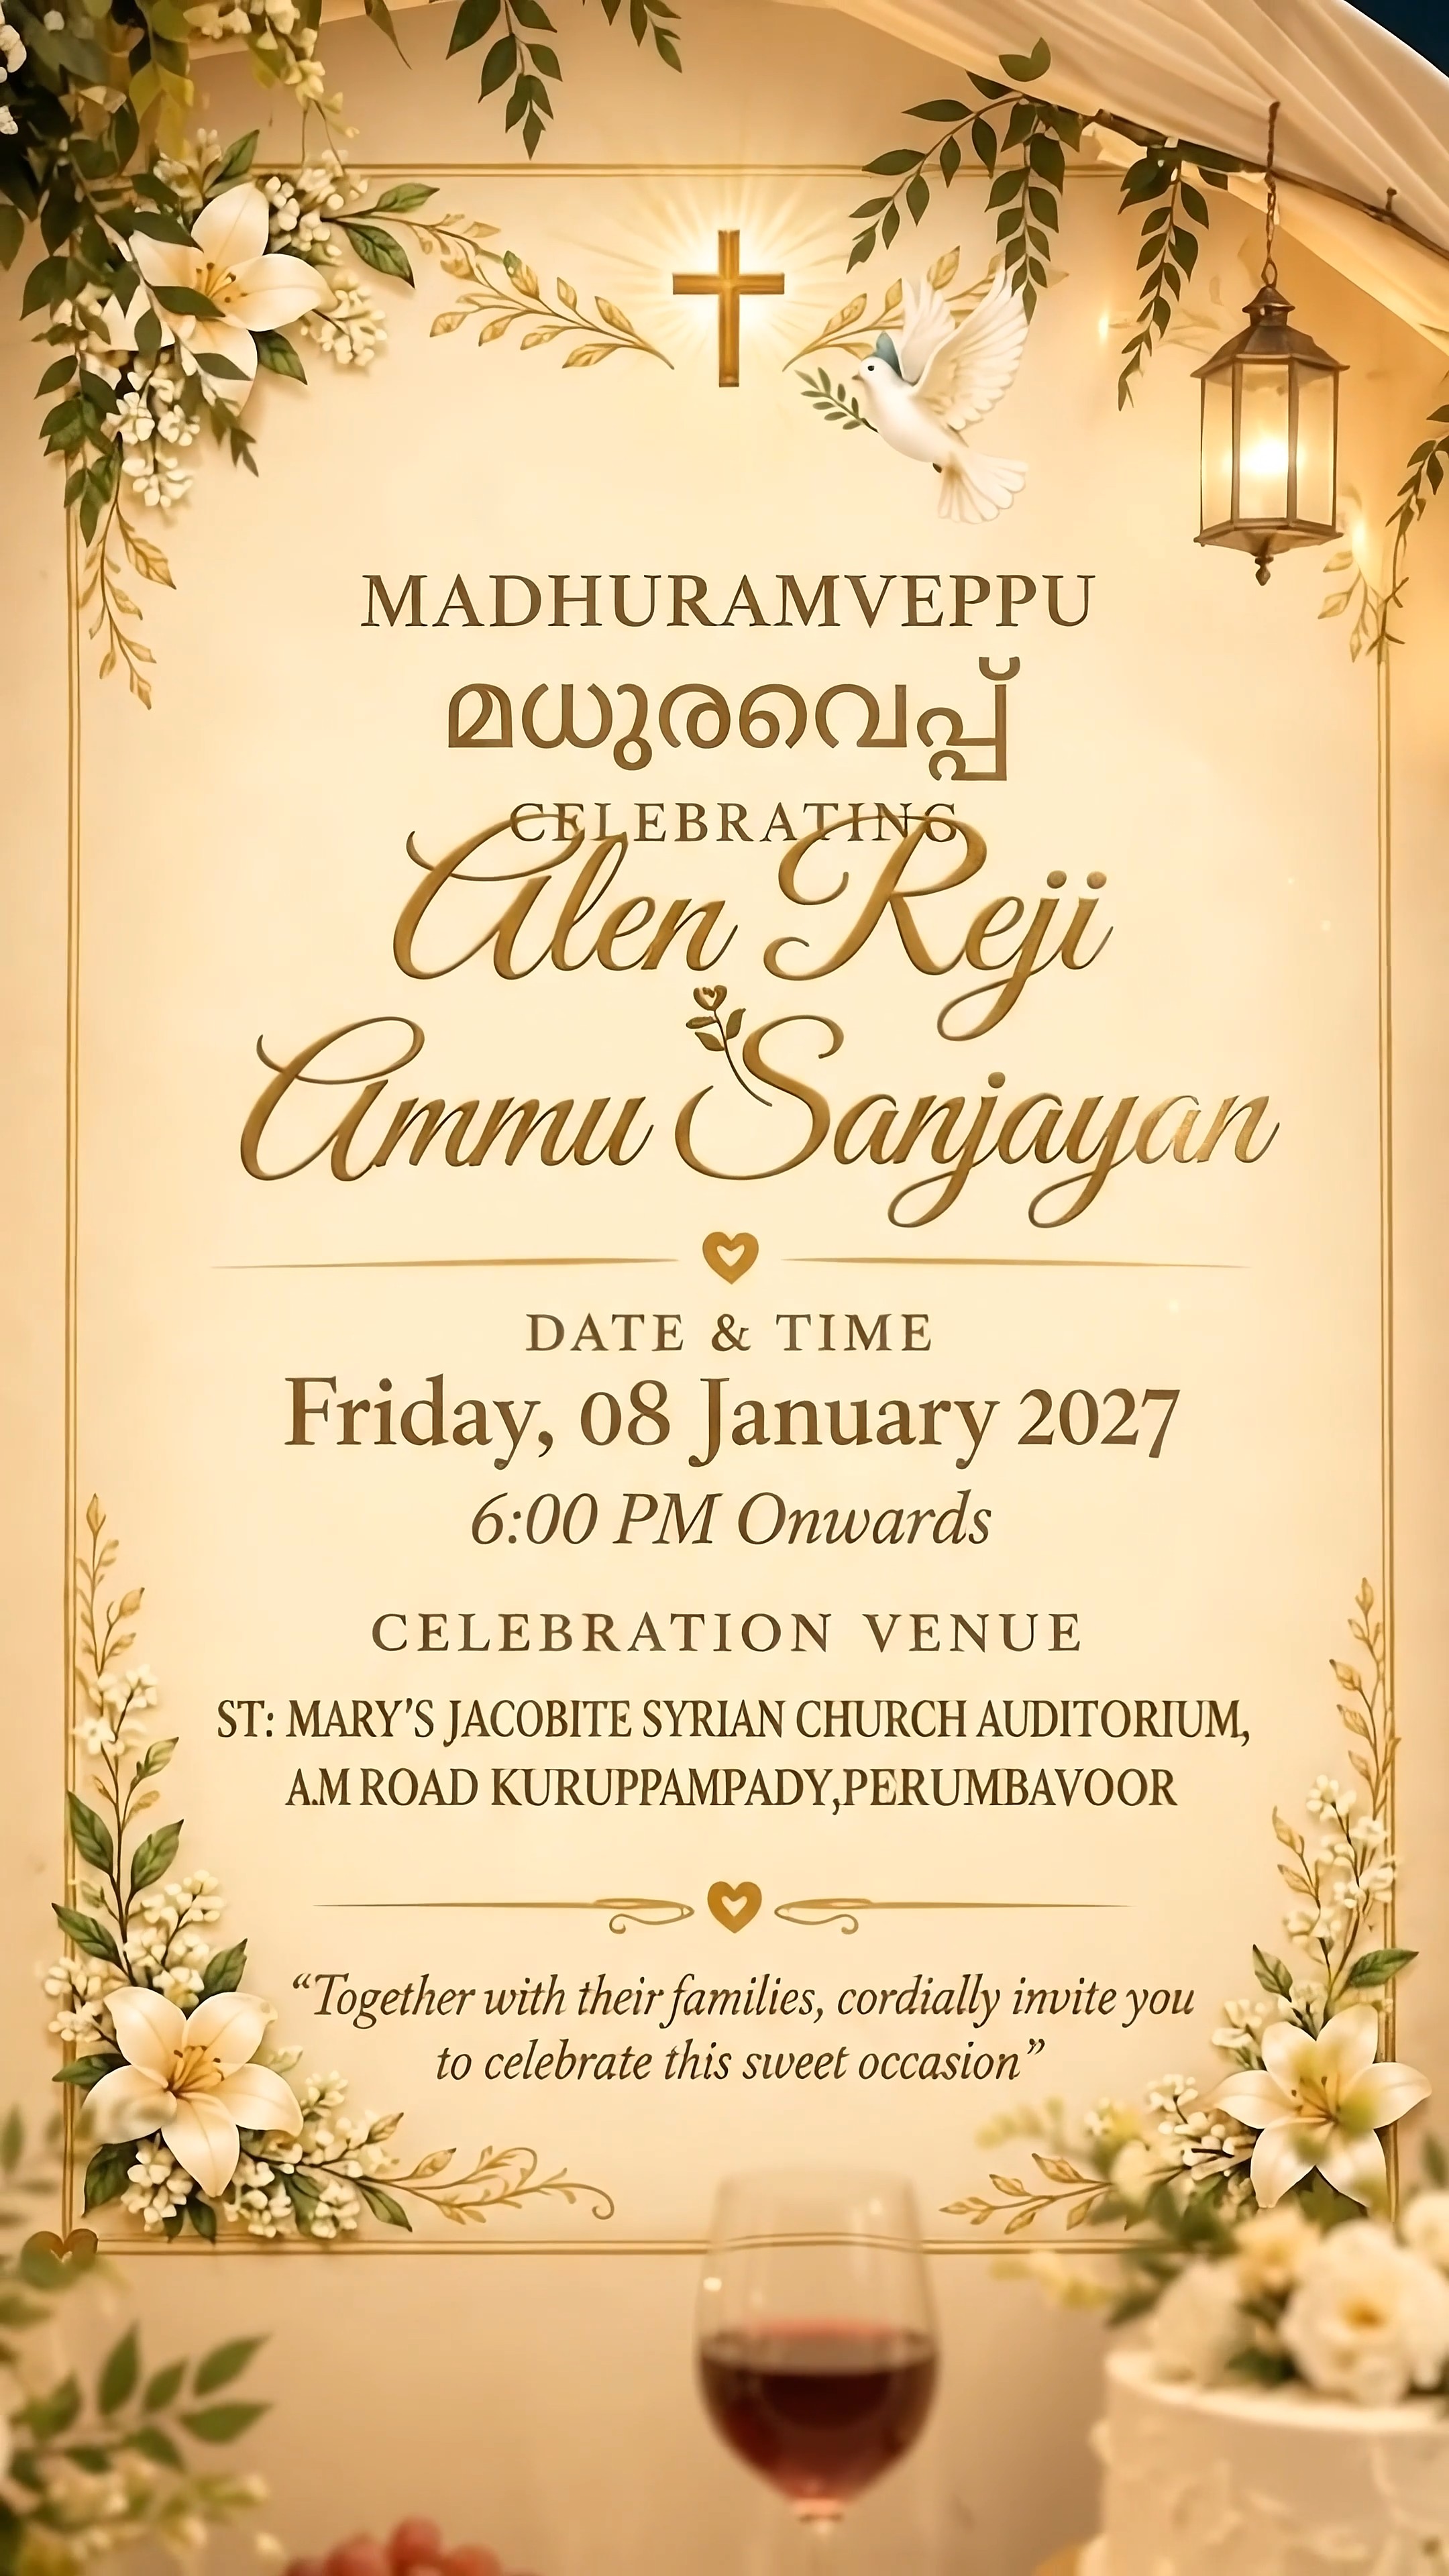 MADHURAMVEPPU
മധുരവെപ്പ്
CELEBRATING
Alen Reji
Ammu Sanjayan
DATE & TIME
Friday, 08 January 2027
6:00 PM Onwards
CELEBRATION VENUE
ST: MARY’S JACOBITE SYRIAN CHURCH AUDITORIUM,
A.M ROAD KURUPPAMPADY,PERUMBAVOOR
“Together with their families, cordially invite you
to celebrate this sweet occasion”